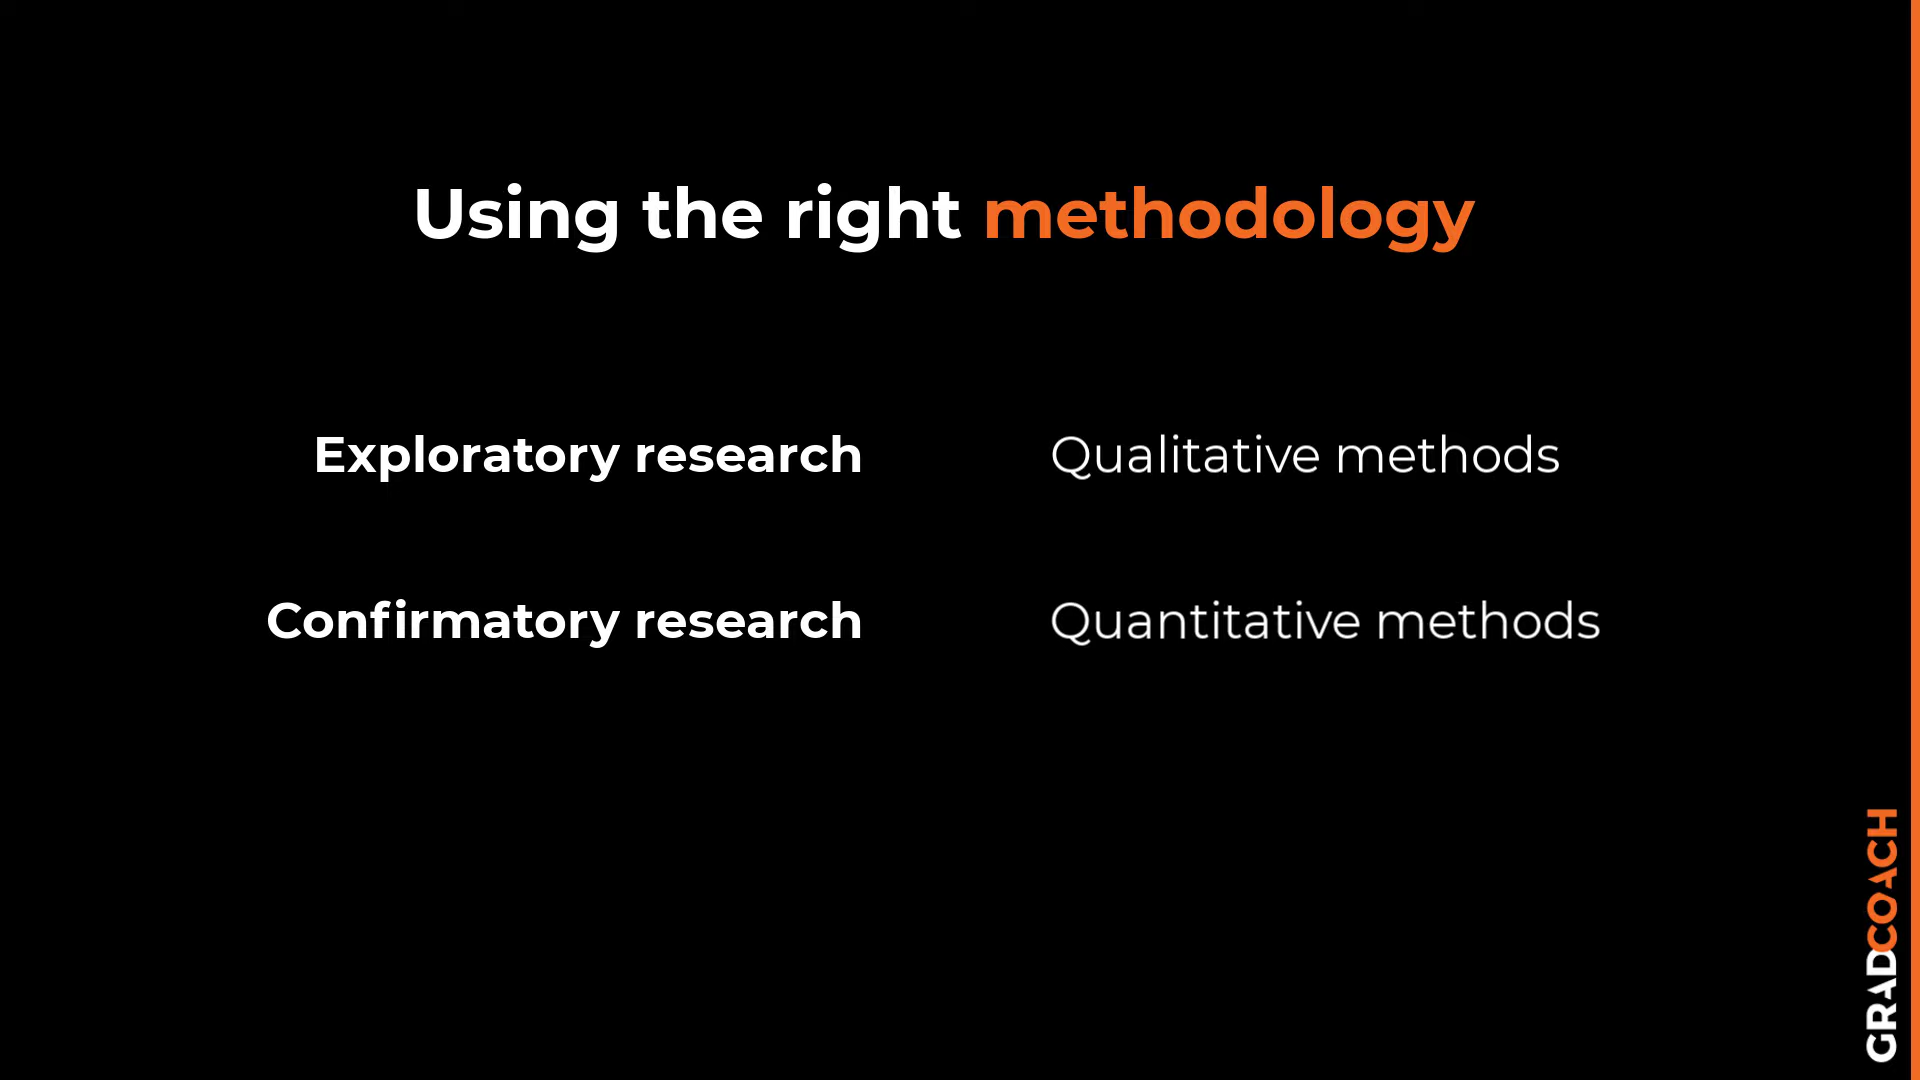 Using the right methodology
Exploratory research Qualitative methods
Confirmatory research Quantitative methods
GRADCOACH